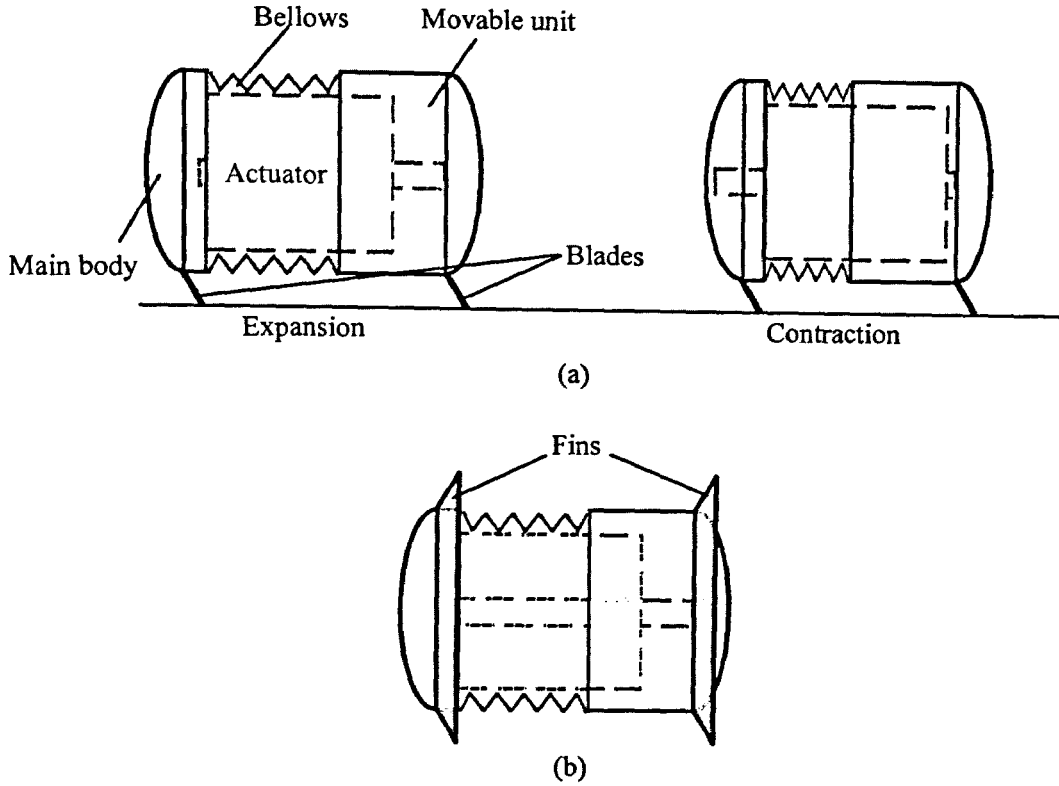 Bellows
Movable unit
Actuator
Main body
Blades
Expansion
Contraction
(a)
Fins
(b)